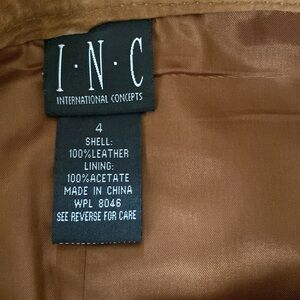 I·N·C
INTERNATIONAL CONCEPTS
4
SHELL:
100%LEATHER
LINING:
100%ACETATE
MADE IN CHINA
WPL 8046
SEE REVERSE FOR CARE